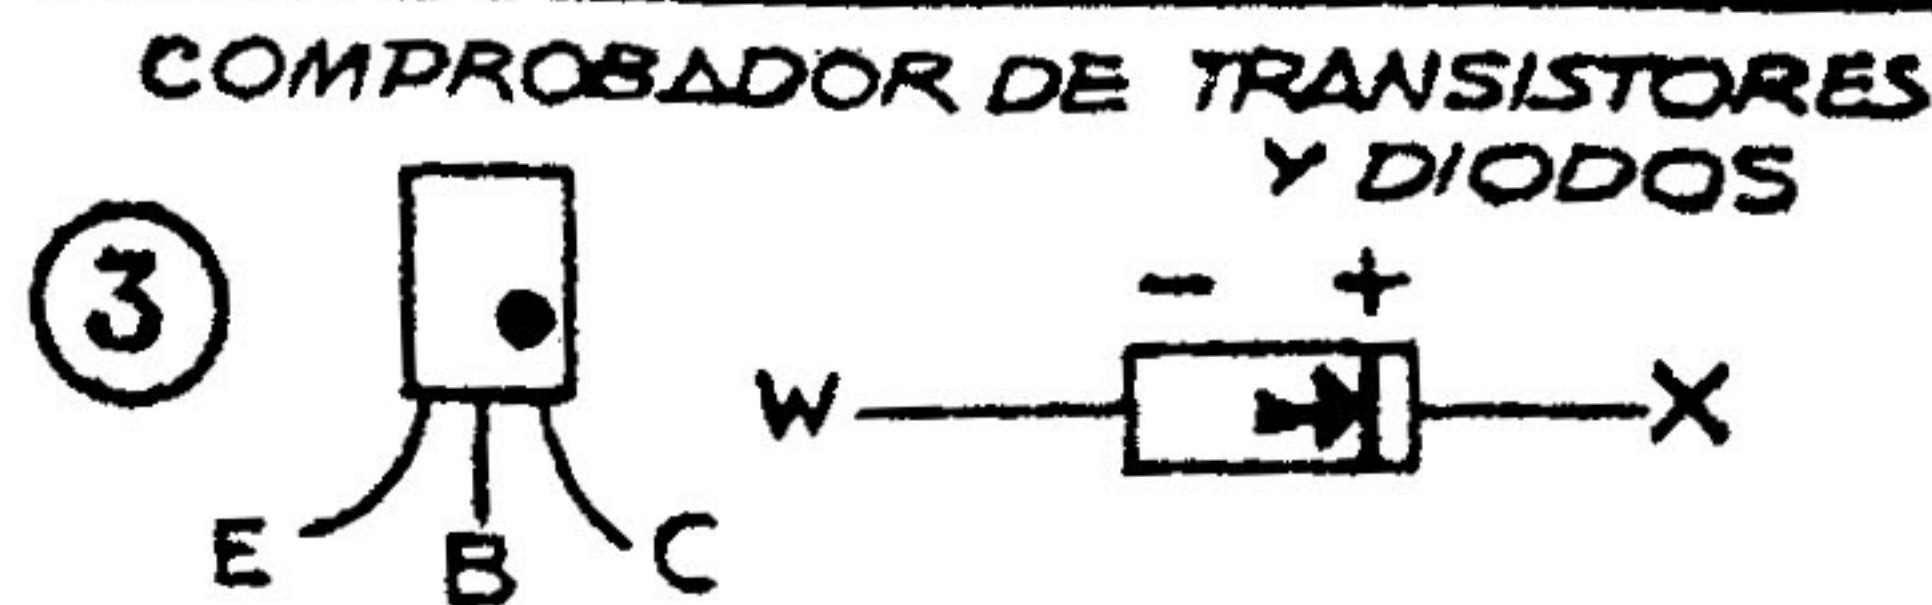 COMPROBADOR DE TRANSISTORES
Y DIODOS
3
- +
W X
E B C